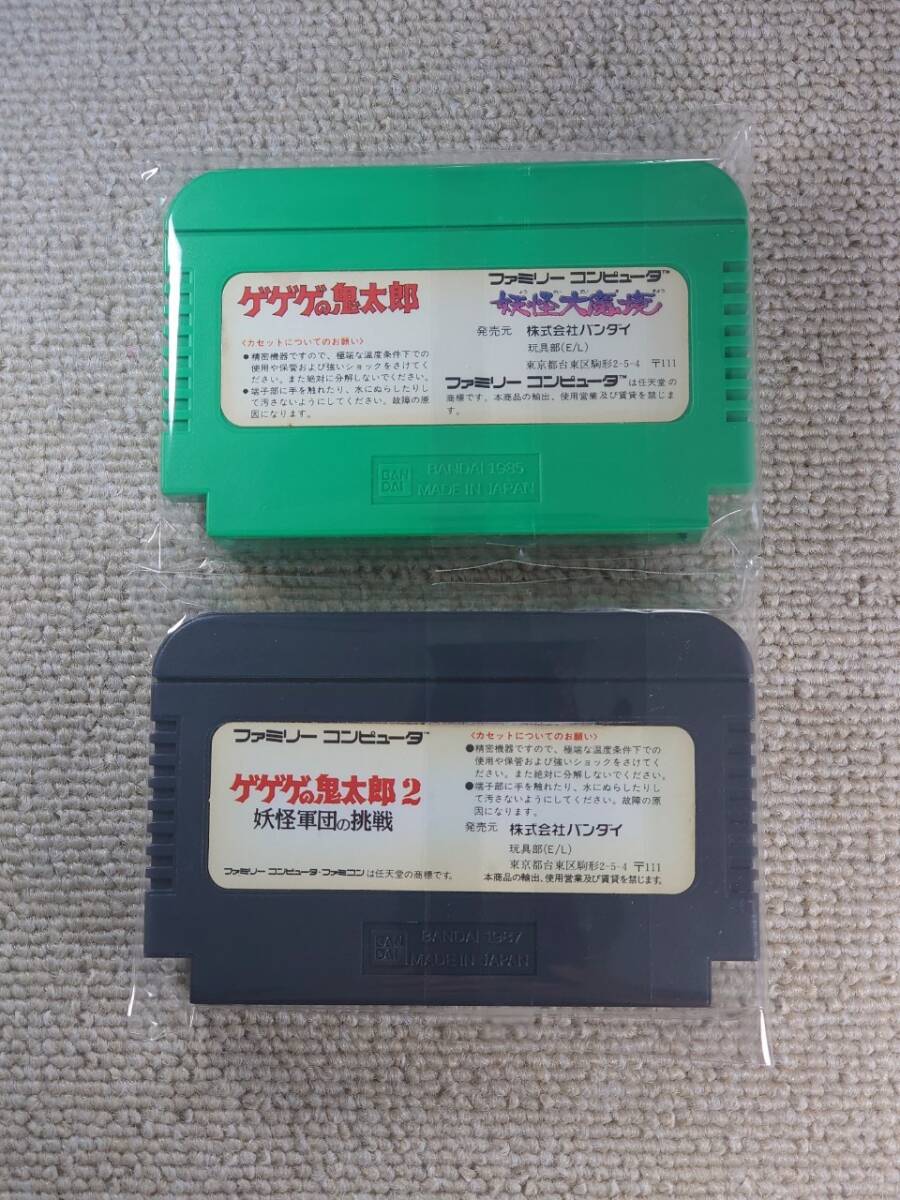 ゲゲゲの鬼太郎
〈カセットについてのお願い〉
●精密機器ですので、極端な温度条件下での
使用や保管および強いショックをさけてく
ださい。また絶対に分解しないでください。
●端子部に手を触れたり、水にぬらしたりし
て汚さないようにしてください。故障の原
因になります。
ファミリー コンピュータ™
妖怪大魔境
発売元 株式会社バンダイ
玩具部(E/L)
東京都台東区駒形2-5-4 〒111
ファミリー コンピュータ™は任天堂の
商標です。本商品の輸出、使用営業及び賃貸を禁じま
す。
BAN
DAI
BANDAI 1985
MADE IN JAPAN
ファミリー コンピュータ™
ゲゲゲの鬼太郎2
妖怪軍団の挑戦
ファミリー コンピュータ・ファミコンは任天堂の商標です。
〈カセットについてのお願い〉
●精密機器ですので、極端な温度条件下での
使用や保管および強いショックをさけてく
ださい。また絶対に分解しないでください。
●端子部に手を触れたり、水にぬらしたりし
て汚さないようにしてください。故障の原
因になります。
発売元 株式会社バンダイ
玩具部(E/L)
東京都台東区駒形2-5-4 〒111
本商品の輸出、使用営業及び賃貸を禁じます。
BAN
DAI
BANDAI 1987
MADE IN JAPAN